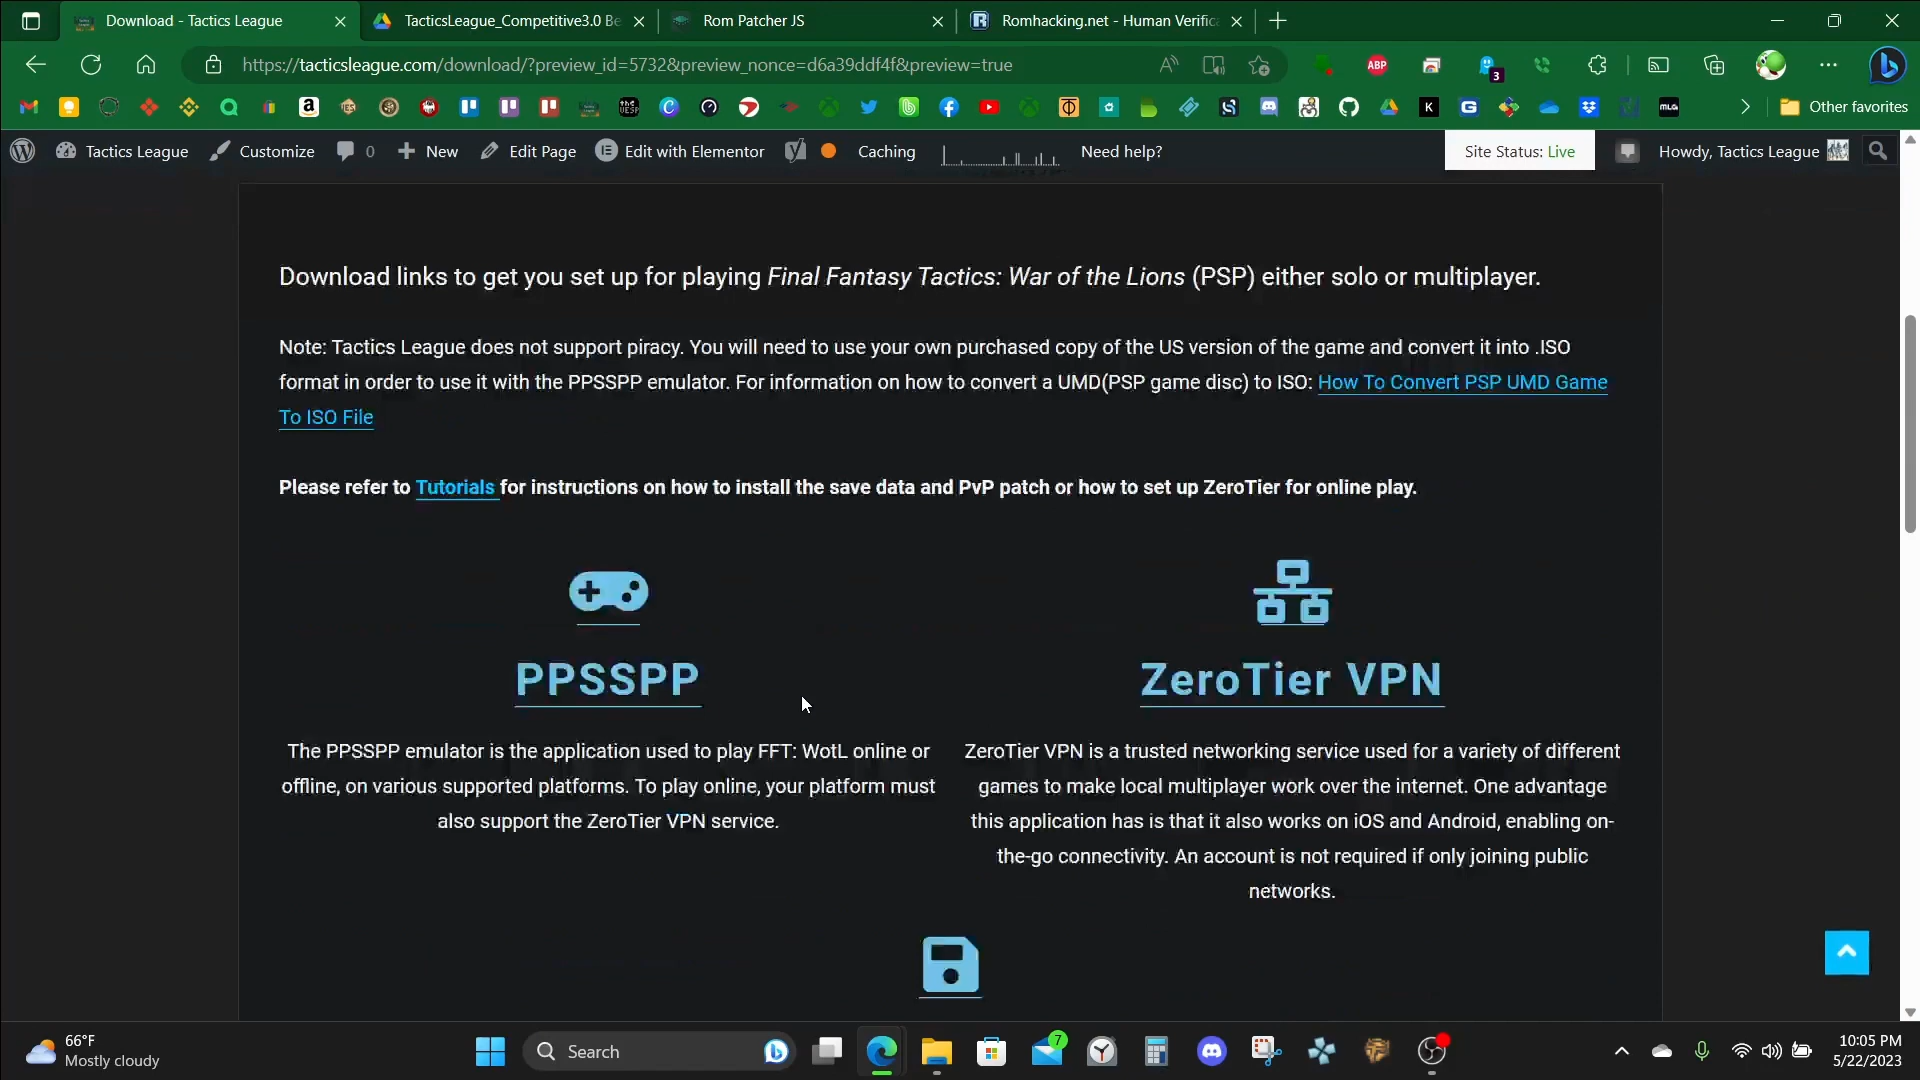 Download - Tactics League
TacticsLeague_Competitive3.0 Be
Rom Patcher JS
Romhacking.net - Human Verific
https://tacticsleague.com/download/?preview_id=5732&preview_nonce=d6a39ddf4f&preview=true
ABP
3
Other favorites
Tactics League
Customize
0
New
Edit Page
Edit with Elementor
Caching
Need help?
Site Status: Live
Howdy, Tactics League
Download links to get you set up for playing Final Fantasy Tactics: War of the Lions (PSP) either solo or multiplayer.
Note: Tactics League does not support piracy. You will need to use your own purchased copy of the US version of the game and convert it into .ISO
format in order to use it with the PPSSPP emulator. For information on how to convert a UMD(PSP game disc) to ISO: How To Convert PSP UMD Game
To ISO File
Please refer to Tutorials for instructions on how to install the save data and PvP patch or how to set up ZeroTier for online play.
PPSSPP
The PPSSPP emulator is the application used to play FFT: WotL online or
offline, on various supported platforms. To play online, your platform must
also support the ZeroTier VPN service.
ZeroTier VPN
ZeroTier VPN is a trusted networking service used for a variety of different
games to make local multiplayer work over the internet. One advantage
this application has is that it also works on iOS and Android, enabling on-
the-go connectivity. An account is not required if only joining public
networks.
66°F
Mostly cloudy
Search
7
10:05 PM
5/22/2023